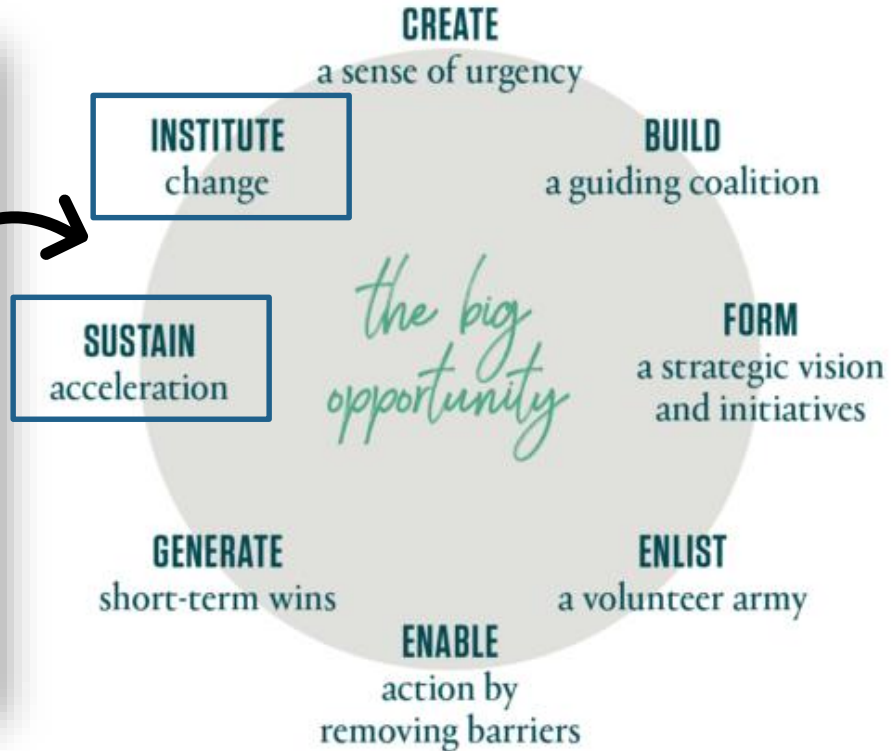 CREATE
a sense of urgency
BUILD
a guiding coalition
FORM
a strategic vision
and initiatives
ENLIST
a volunteer army
ENABLE
action by
removing barriers
GENERATE
short-term wins
SUSTAIN
acceleration
INSTITUTE
change
the big
opportunity